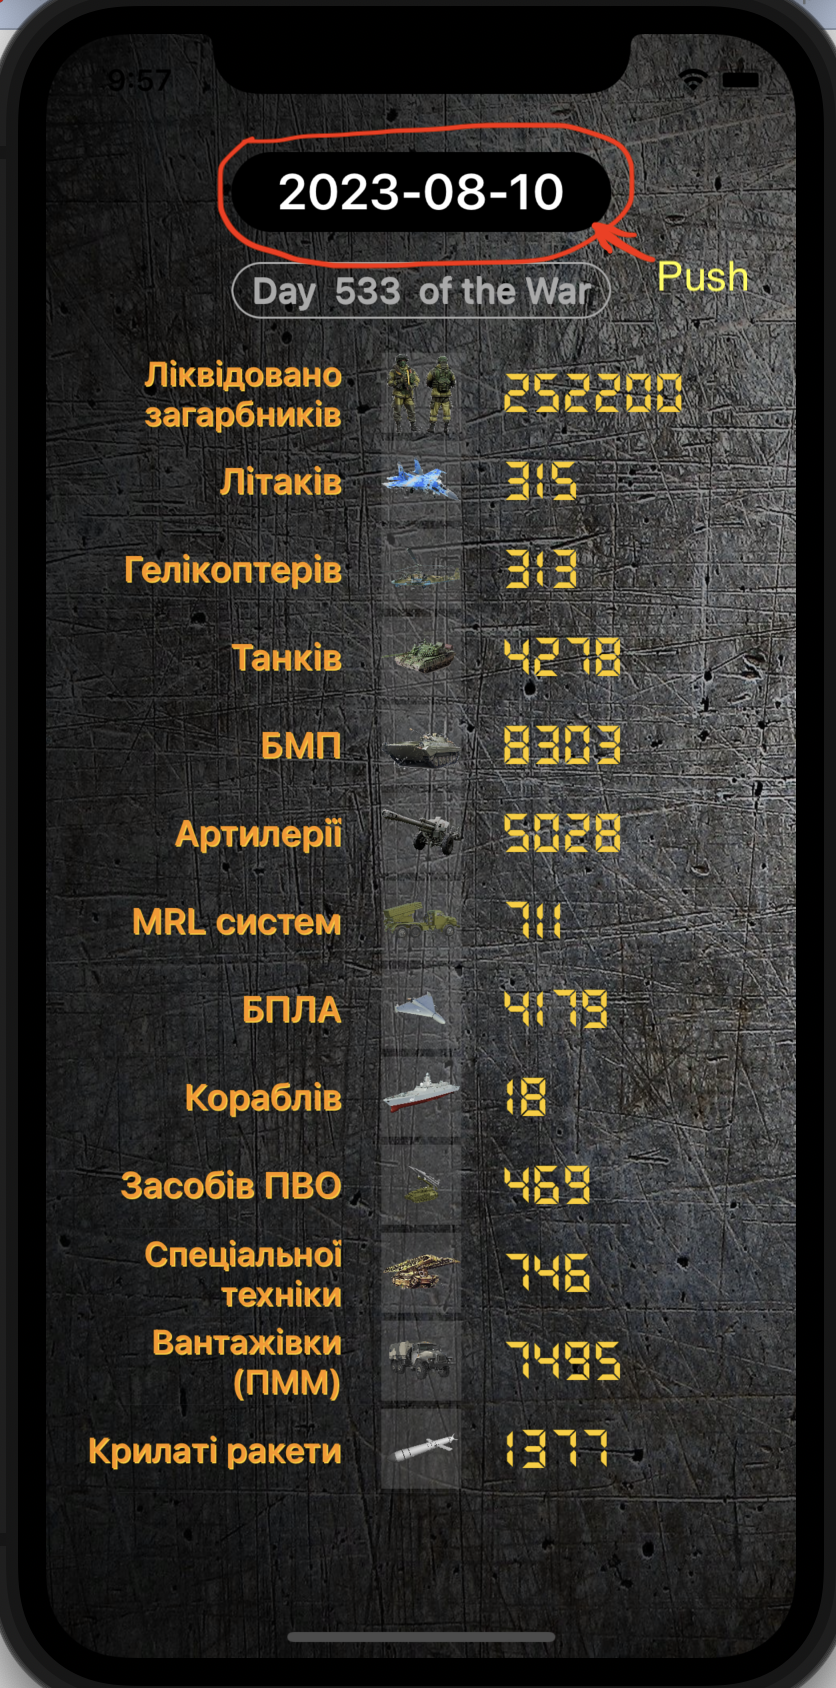 9:57
2023-08-10
Push
Day 533 of the War
Ліквідовано
загарбників
252200
Літаків
315
Гелікоптерів
313
Танків
4278
БМП
8303
Артилерії
5028
MRL систем
711
БПЛА
4179
Кораблів
18
Засобів ПВО
469
Спеціальної
техніки
746
Вантажівки
(ПММ)
7495
Крилаті ракети
1377